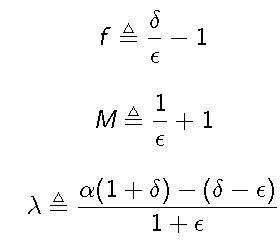 f ≜ δ/ϵ − 1
M ≜ 1/ϵ + 1
λ ≜ (α(1 + δ) − (δ − ϵ))/(1 + ϵ)